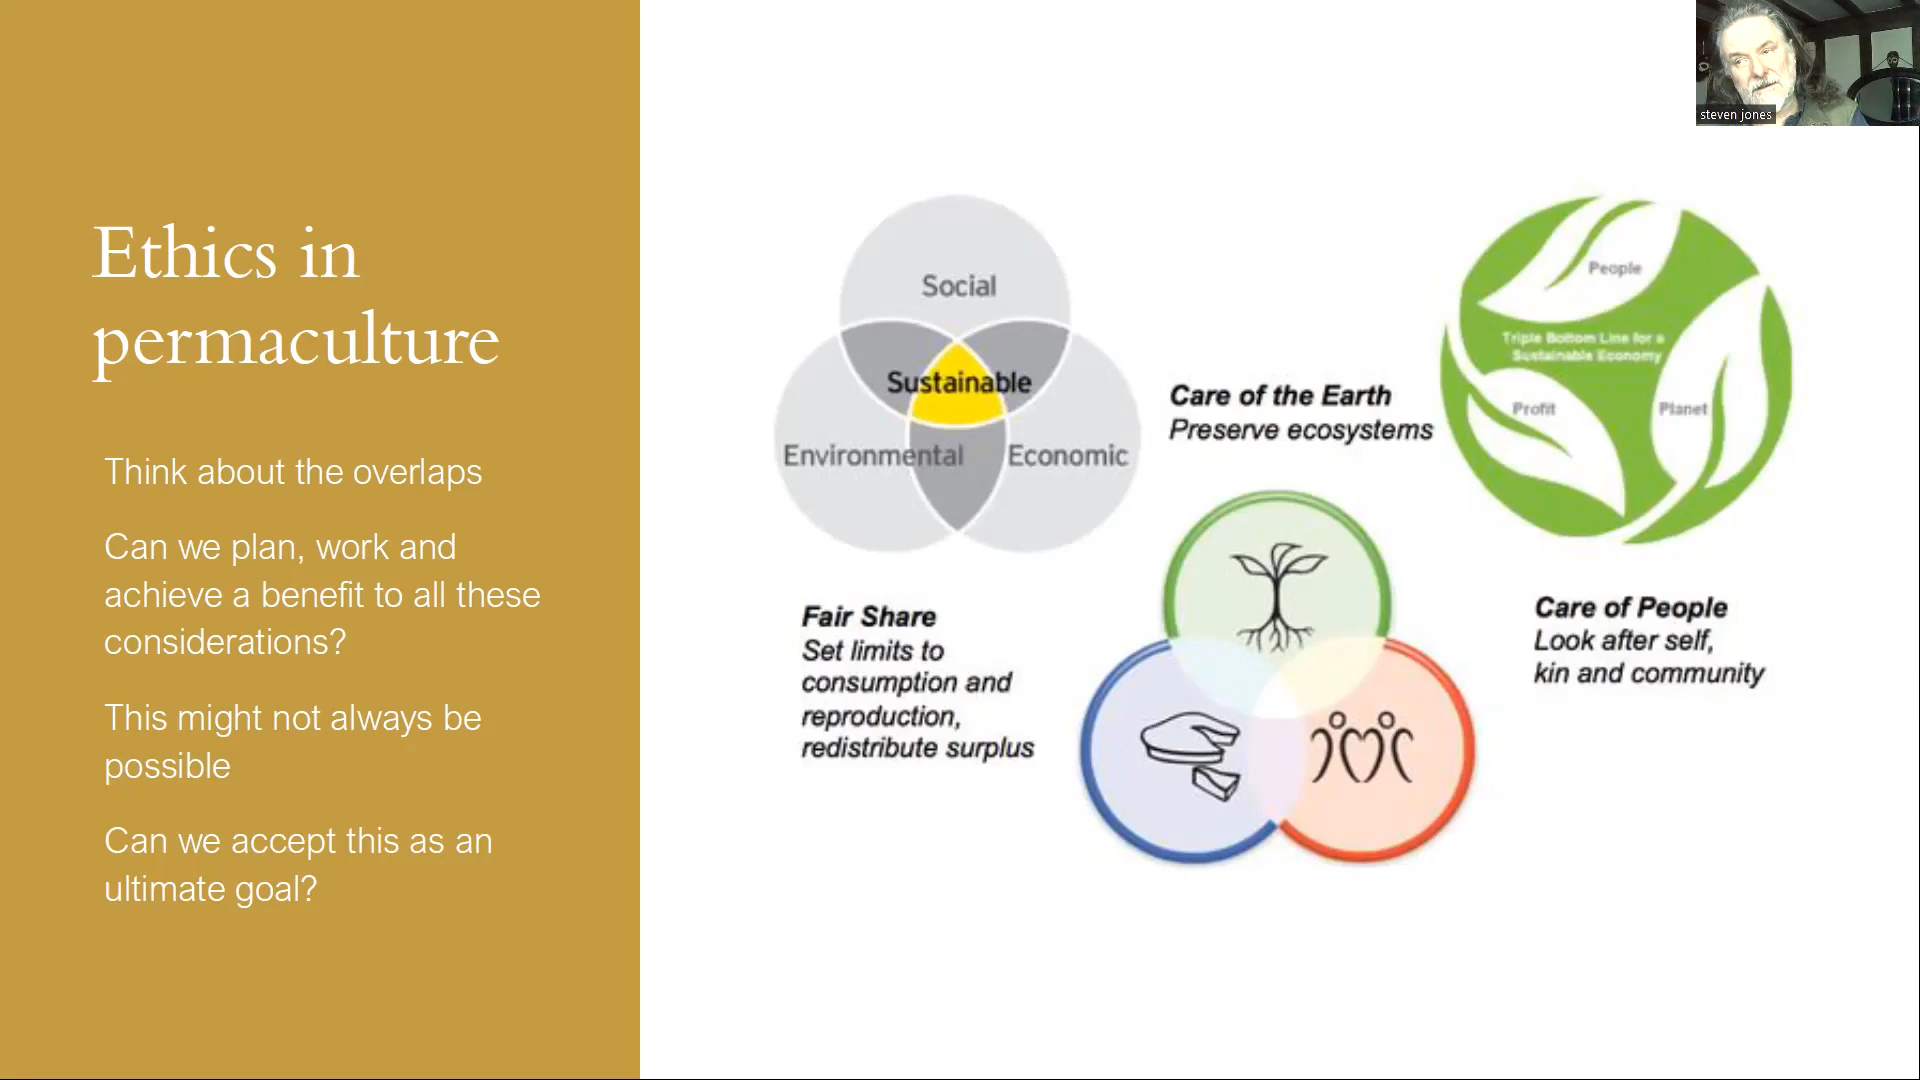 Ethics in
permaculture
Think about the overlaps
Can we plan, work and
achieve a benefit to all these
considerations?
This might not always be
possible
Can we accept this as an
ultimate goal?
Social
Sustainable
Environmental
Economic
Care of the Earth
Preserve ecosystems
People
Triple Bottom Line for a
Sustainable Economy
Profit
Planet
Fair Share
Set limits to
consumption and
reproduction,
redistribute surplus
Care of People
Look after self,
kin and community
steven jones